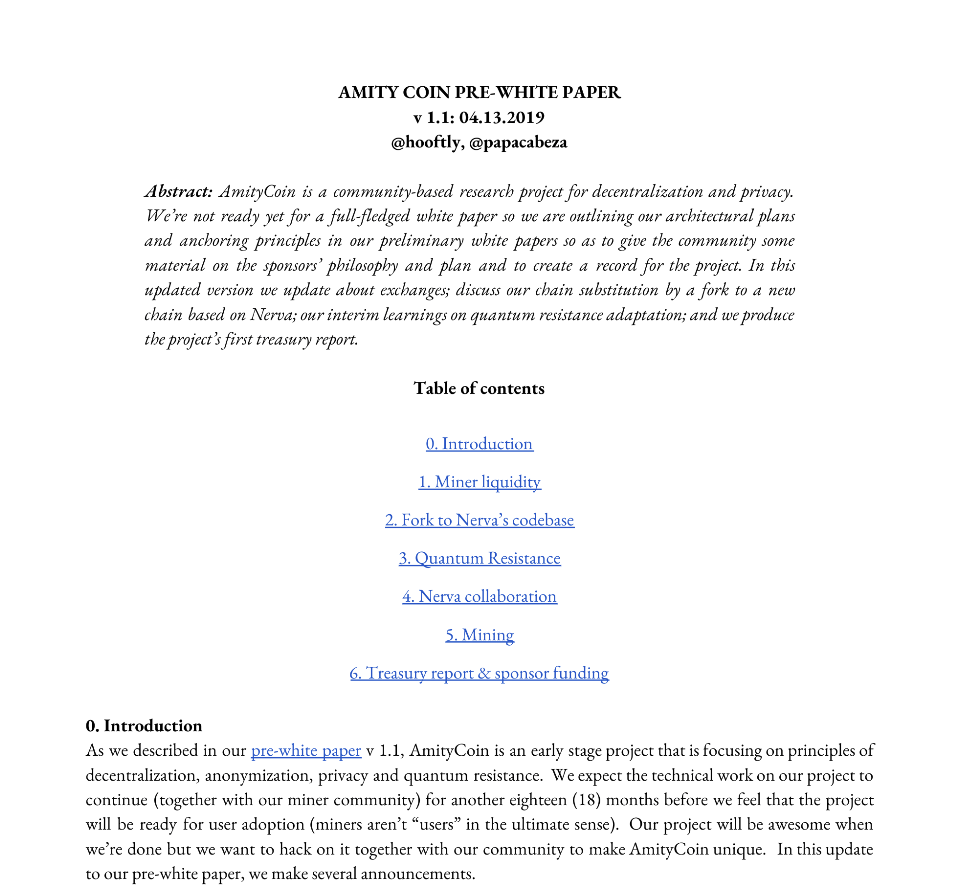 AMITY COIN PRE-WHITE PAPER
v 1.1: 04.13.2019
@hooftly, @papacabeza
Abstract: AmityCoin is a community-based research project for decentralization and privacy.
We're not ready yet for a full-fledged white paper so we are outlining our architectural plans
and anchoring principles in our preliminary white papers so as to give the community some
material on the sponsors' philosophy and plan and to create a record for the project. In this
updated version we update about exchanges; discuss our chain substitution by a fork to a new
chain based on Nerva; our interim learnings on quantum resistance adaptation; and we produce
the project's first treasury report.
Table of contents
0. Introduction
1. Miner liquidity
2. Fork to Nerva's codebase
3. Quantum Resistance
4. Nerva collaboration
5. Mining
6. Treasury report & sponsor funding
0. Introduction
As we described in our pre-white paper v 1.1, AmityCoin is an early stage project that is focusing on principles of
decentralization, anonymization, privacy and quantum resistance. We expect the technical work on our project to
continue (together with our miner community) for another eighteen (18) months before we feel that the project
will be ready for user adoption (miners aren't “users” in the ultimate sense). Our project will be awesome when
we're done but we want to hack on it together with our community to make AmityCoin unique. In this update
to our pre-white paper, we make several announcements.